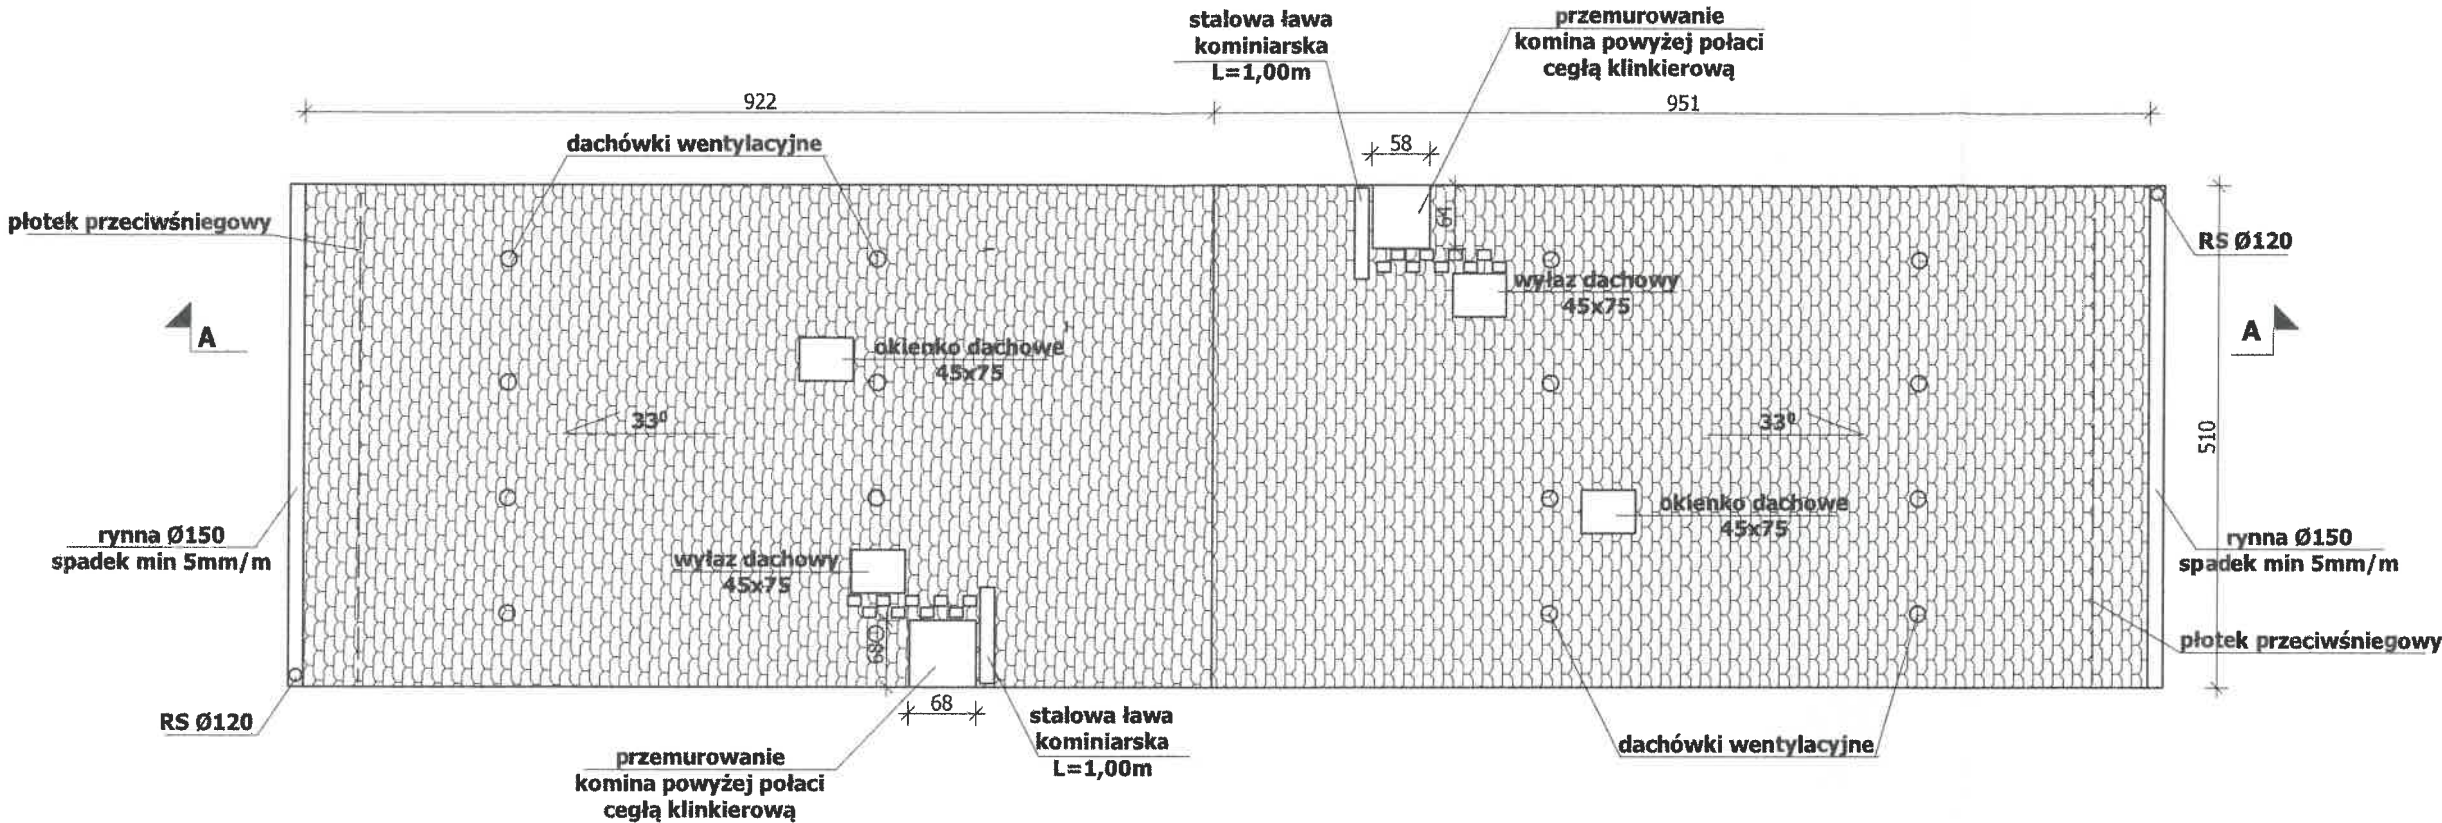 stalowa ława
kominiarska
L=1,00m
przemurowanie
komina powyżej połaci
cegłą klinkierową
922
951
dachówki wentylacyjne
58
64
płotek przeciwśniegowy
RS Ø120
wyłaz dachowy
45x75
A
A
okienko dachowe
45x75
33⁰
33⁰
510
okienko dachowe
45x75
rynna Ø150
spadek min 5mm/m
rynna Ø150
spadek min 5mm/m
wyłaz dachowy
45x75
68
płotek przeciwśniegowy
68
RS Ø120
stalowa ława
kominiarska
L=1,00m
dachówki wentylacyjne
przemurowanie
komina powyżej połaci
cegłą klinkierową